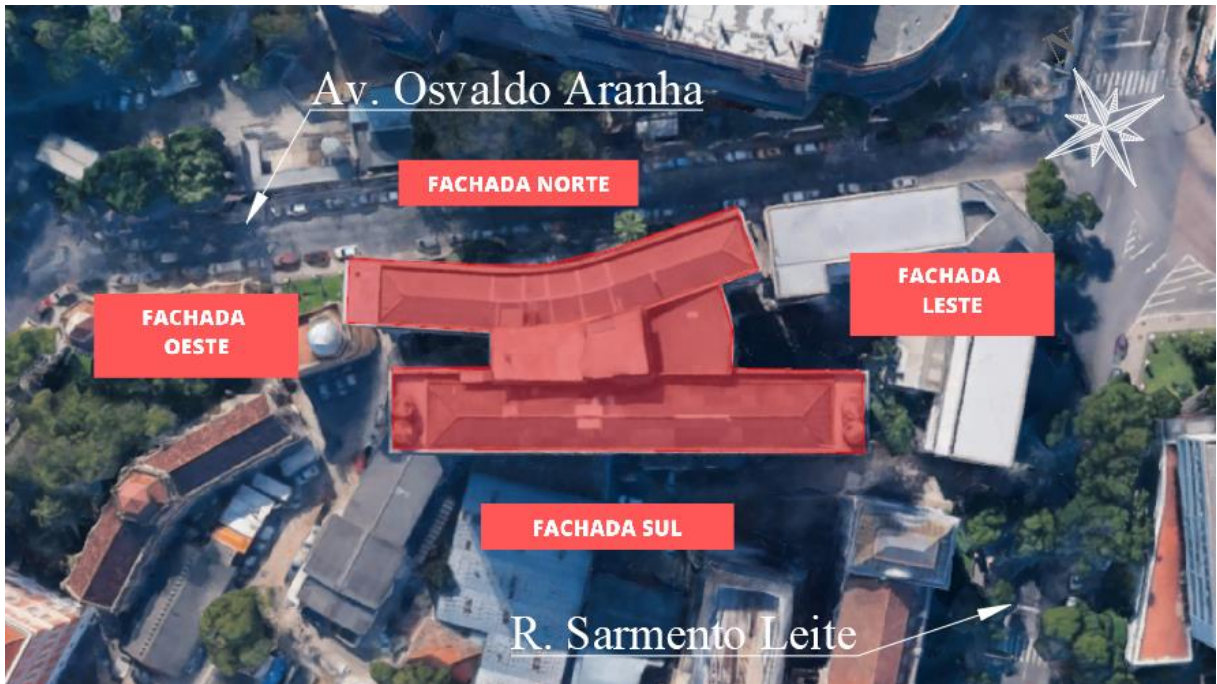 N
Av. Osvaldo Aranha
FACHADA NORTE
FACHADA
LESTE
FACHADA
OESTE
FACHADA SUL
R. Sarmento Leite